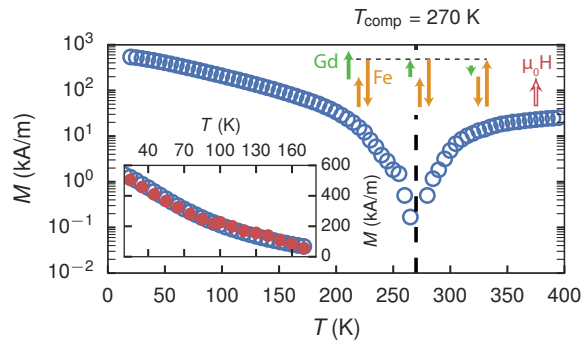 T_comp = 270 K
10^3
10^2
10^1
10^0
10^−1
10^−2
M (kA/m)
Gd
Fe
μ_0H
T (K)
40 70 100 130 160
600
400
200
0
M (kA/m)
0 50 100 150 200 250 300 350 400
T (K)